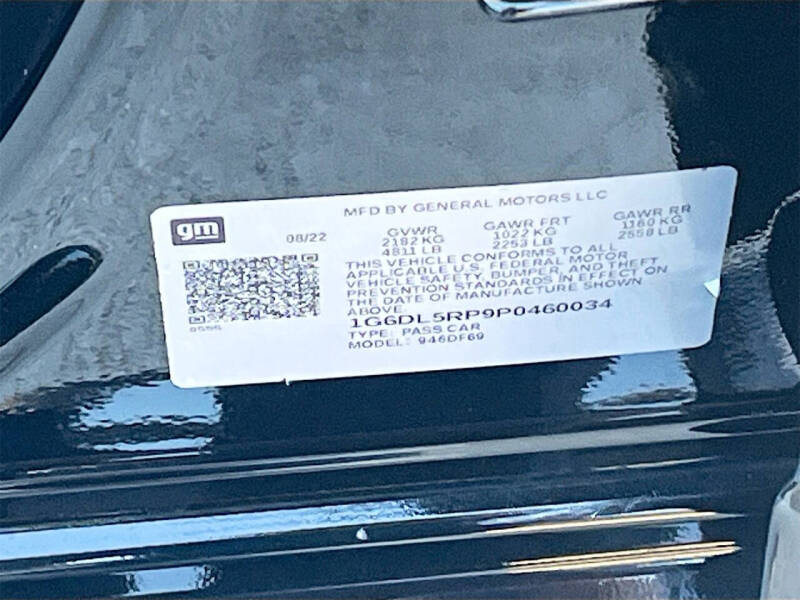 MFD BY GENERAL MOTORS LLC
gm
08/22
GVWR
2182 KG
4811 LB
GAWR FRT
1022 KG
2253 LB
GAWR RR
1160 KG
2558 LB
THIS VEHICLE CONFORMS TO ALL
APPLICABLE U.S. FEDERAL MOTOR
VEHICLE SAFETY, BUMPER, AND THEFT
PREVENTION STANDARDS IN EFFECT ON
THE DATE OF MANUFACTURE SHOWN
ABOVE
1G6DL5RP9P0460034
TYPE: PASS CAR
MODEL: 946DF69